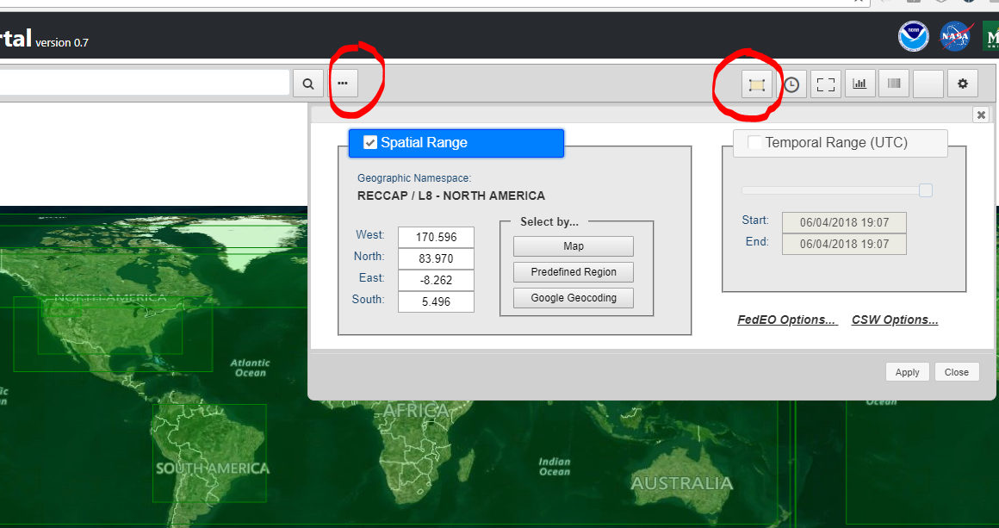 rtal version 0.7
NOAA
NASA
M
...
Spatial Range
Temporal Range (UTC)
Geographic Namespace:
RECCAP / L8 - NORTH AMERICA
Select by...
West: 170.596
Map
North: 83.970
Predefined Region
East: -8.262
Google Geocoding
South: 5.496
Start: 06/04/2018 19:07
End: 06/04/2018 19:07
FedEO Options...
CSW Options...
Apply
Close
NORTH AMERICA
Atlantic
Ocean
ic
n
AFRICA
Ocean
SOUTH AMERICA
Indian
Ocean
AUSTRALIA